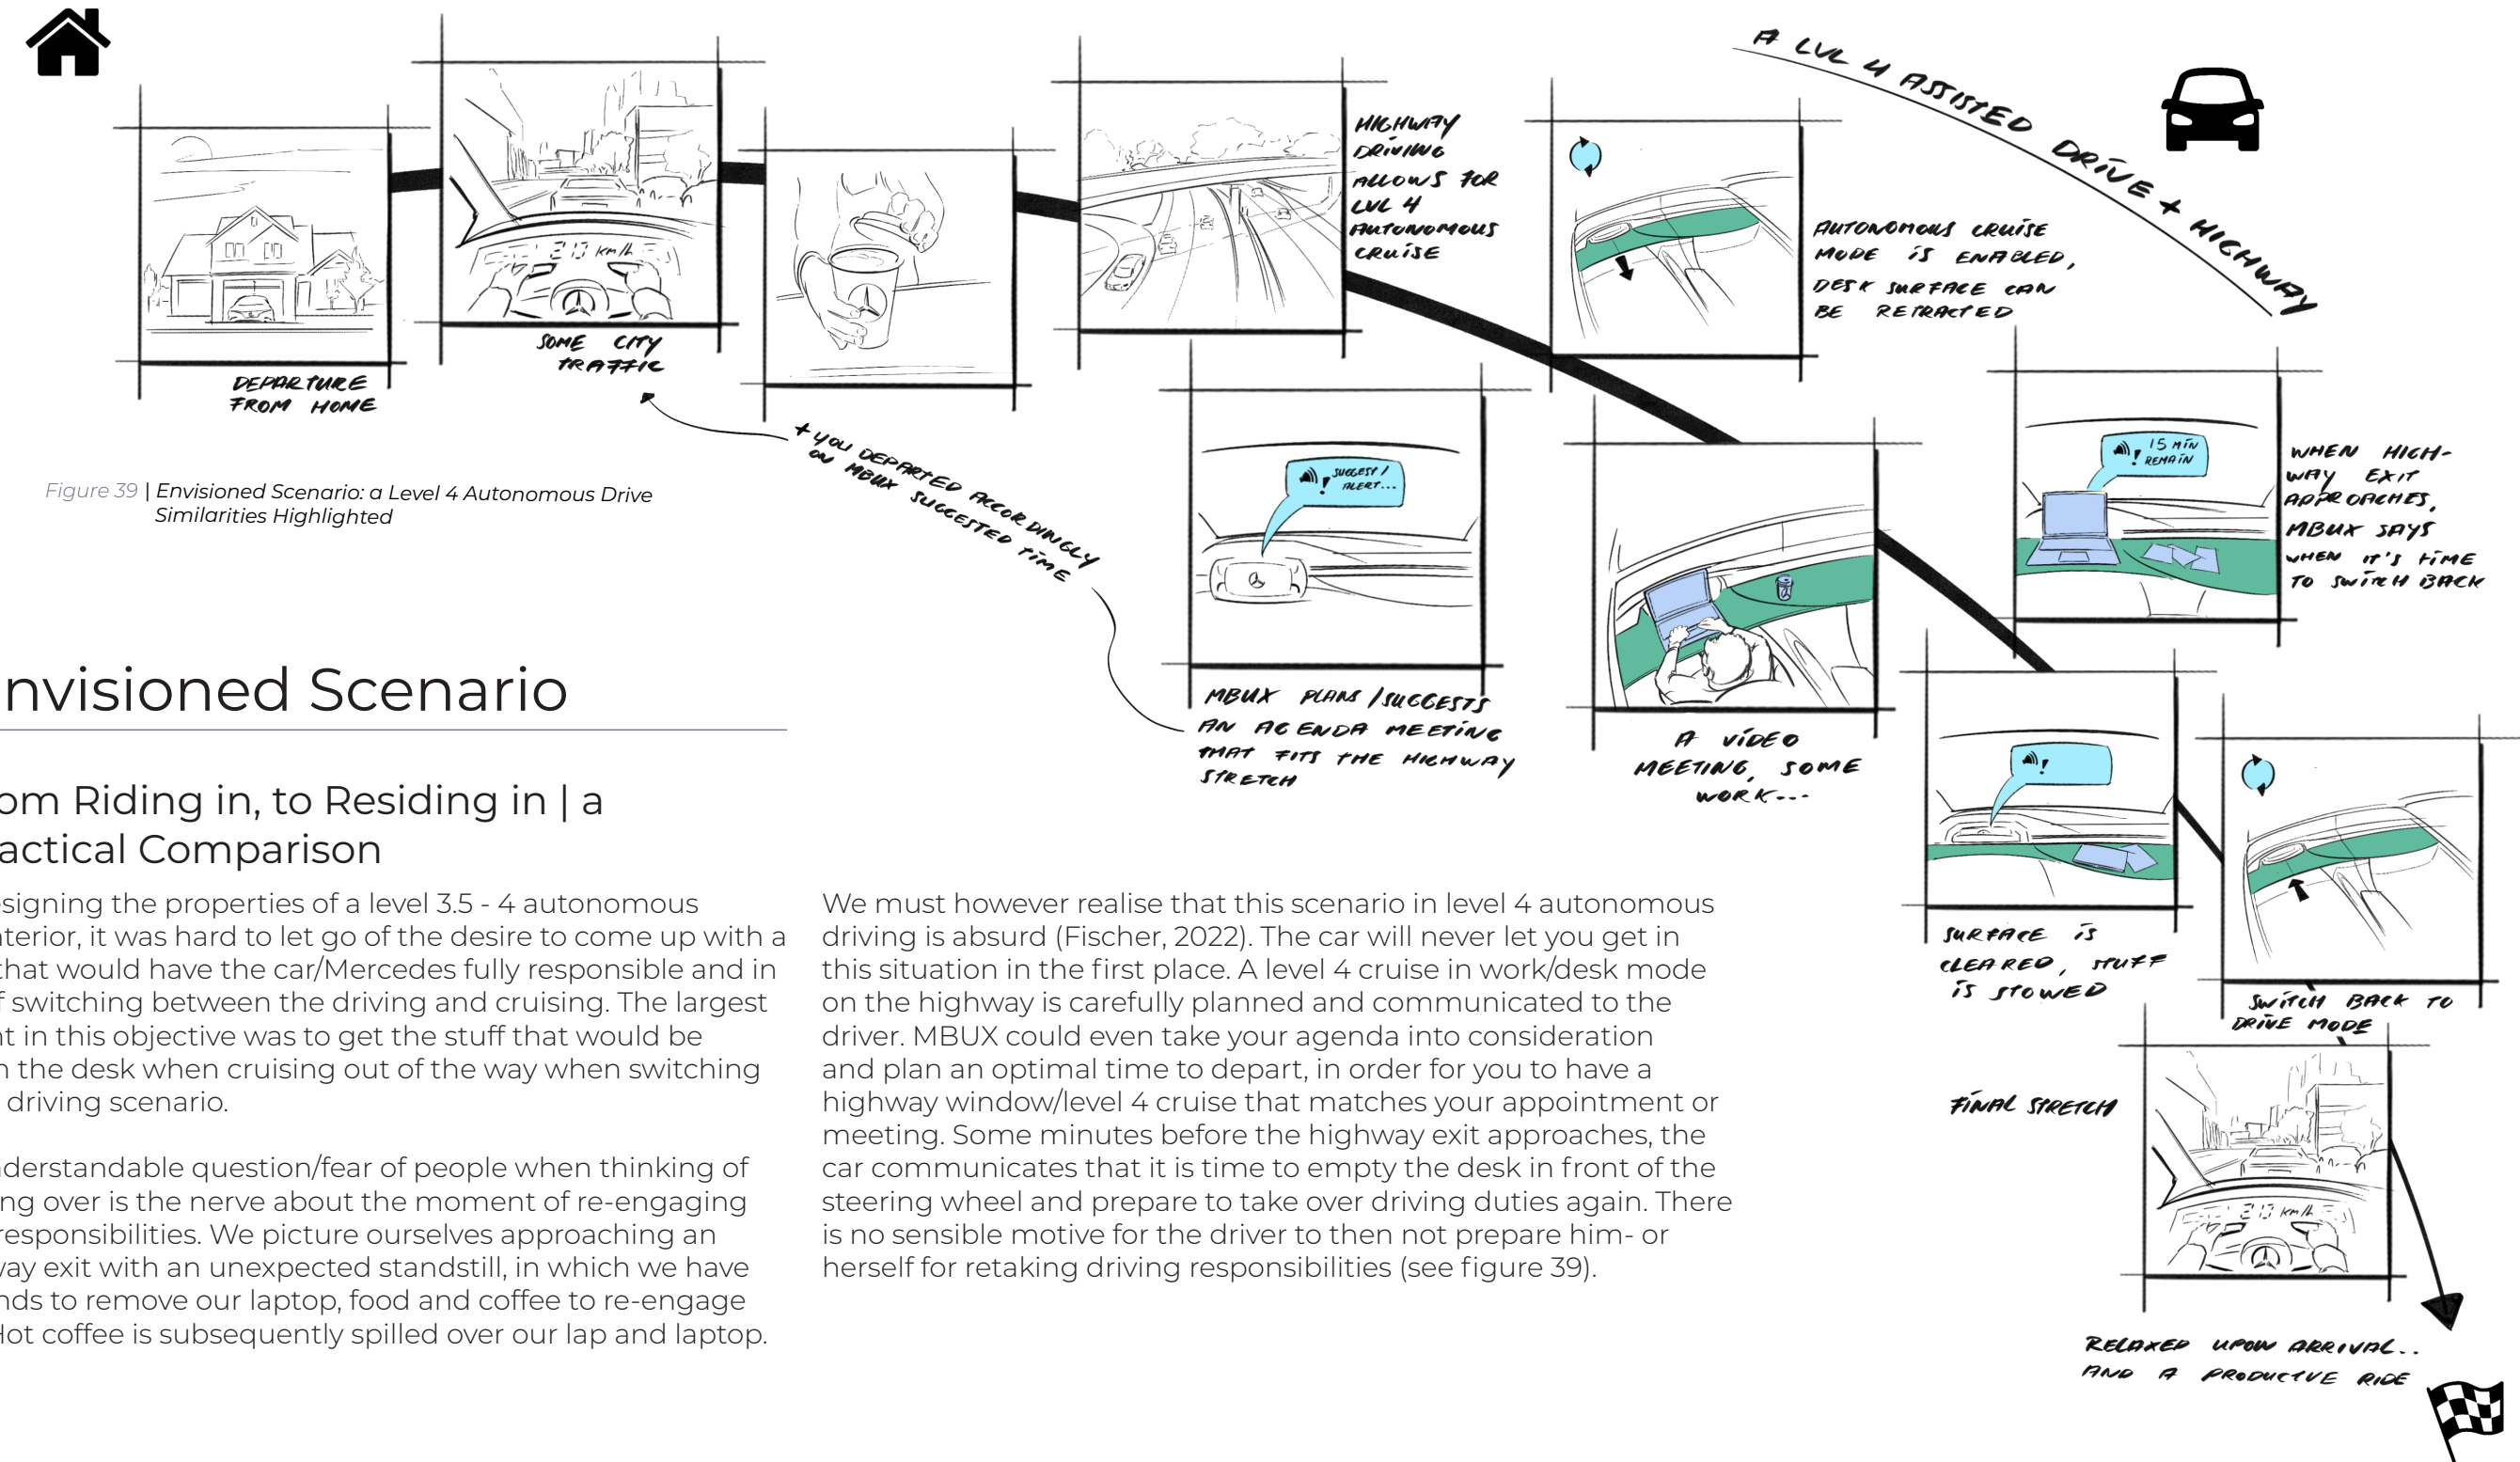 A LVL 4 ASSISTED DRIVE + HIGHWAY
DEPARTURE
FROM HOME
20 km/h
SOME CITY
TRAFFIC
HIGHWAY
DRIVING
ALLOWS FOR
LVL 4
AUTONOMOUS
CRUISE
AUTONOMOUS CRUISE
MODE IS ENABLED,
DESK SURFACE CAN
BE RETRACTED
+ YOU DEPARTED ACCORDINGLY
ON MBUX SUGGESTED TIME
SUGGEST /
ALERT...
MBUX PLANS / SUGGESTS
AN AGENDA MEETING
THAT FITS THE HIGHWAY
STRETCH
A VIDEO
MEETING, SOME
WORK...
15 MIN
REMAIN
WHEN HIGH-
WAY EXIT
APPROACHES,
MBUX SAYS
WHEN IT'S TIME
TO SWITCH BACK
SURFACE IS
CLEARED, STUFF
IS STOWED
SWITCH BACK TO
DRIVE MODE
FINAL STRETCH
20 km/h
RELAXED UPON ARRIVAL..
AND A PRODUCTVE RIDE
Figure 39 | Envisioned Scenario: a Level 4 Autonomous Drive
Similarities Highlighted
nvisioned Scenario
om Riding in, to Residing in | a
actical Comparison
signing the properties of a level 3.5 - 4 autonomous
terior, it was hard to let go of the desire to come up with a
that would have the car/Mercedes fully responsible and in
f switching between the driving and cruising. The largest
nt in this objective was to get the stuff that would be
n the desk when cruising out of the way when switching
driving scenario.
nderstandable question/fear of people when thinking of
ng over is the nerve about the moment of re-engaging
responsibilities. We picture ourselves approaching an
way exit with an unexpected standstill, in which we have
nds to remove our laptop, food and coffee to re-engage
Hot coffee is subsequently spilled over our lap and laptop.
We must however realise that this scenario in level 4 autonomous
driving is absurd (Fischer, 2022). The car will never let you get in
this situation in the first place. A level 4 cruise in work/desk mode
on the highway is carefully planned and communicated to the
driver. MBUX could even take your agenda into consideration
and plan an optimal time to depart, in order for you to have a
highway window/level 4 cruise that matches your appointment or
meeting. Some minutes before the highway exit approaches, the
car communicates that it is time to empty the desk in front of the
steering wheel and prepare to take over driving duties again. There
is no sensible motive for the driver to then not prepare him- or
herself for retaking driving responsibilities (see figure 39).